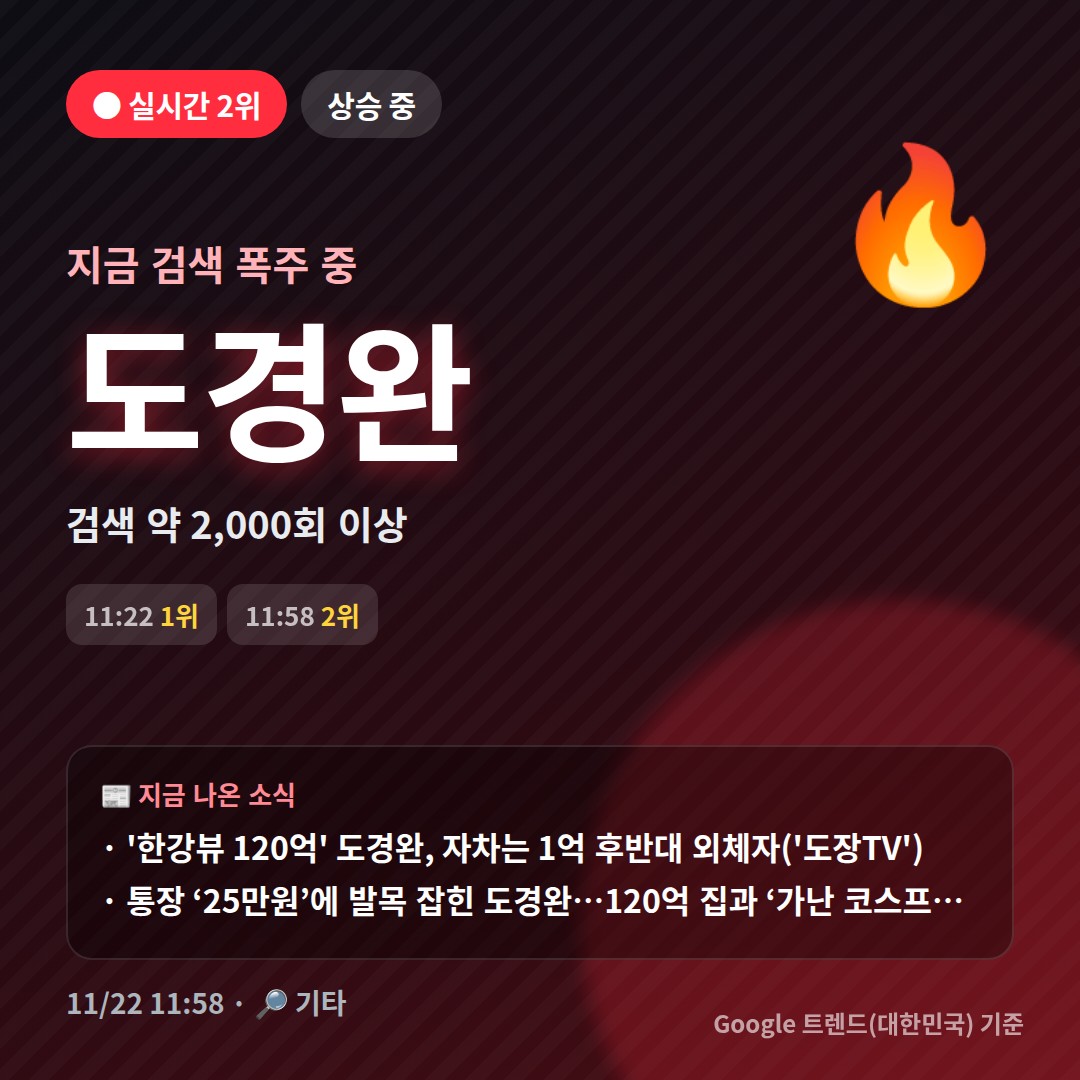 실시간 2위
상승 중
지금 검색 폭주 중
도경완
검색 약 2,000회 이상
11:22 1위
11:58 2위
지금 나온 소식
· '한강뷰 120억' 도경완, 자차는 1억 후반대 외체자('도장TV')
· 통장 ‘25만원’에 발목 잡힌 도경완…120억 집과 ‘가난 코스프…
11/22 11:58 · 🔎 기타
Google 트렌드(대한민국) 기준